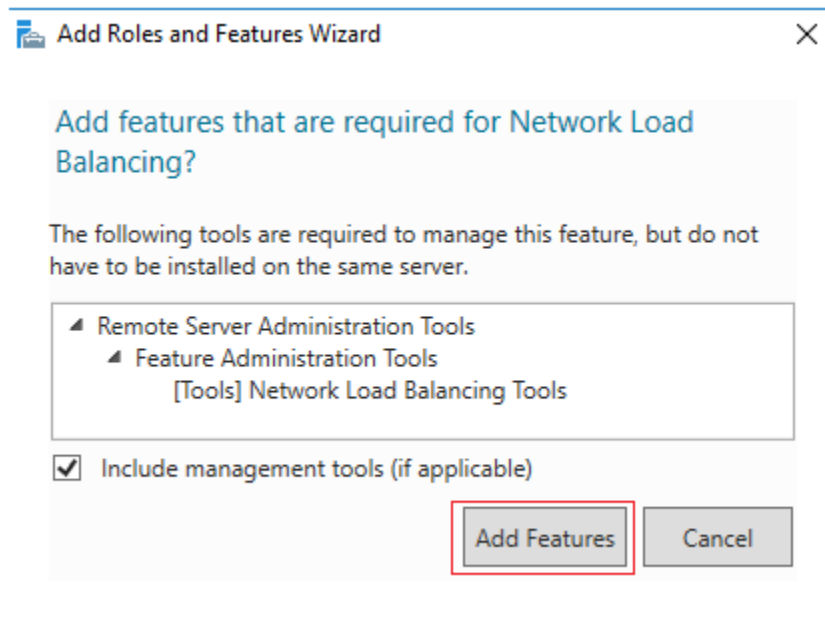 Add Roles and Features Wizard
Add features that are required for Network Load
Balancing?
The following tools are required to manage this feature, but do not
have to be installed on the same server.
Remote Server Administration Tools
Feature Administration Tools
[Tools] Network Load Balancing Tools
Include management tools (if applicable)
Add Features
Cancel